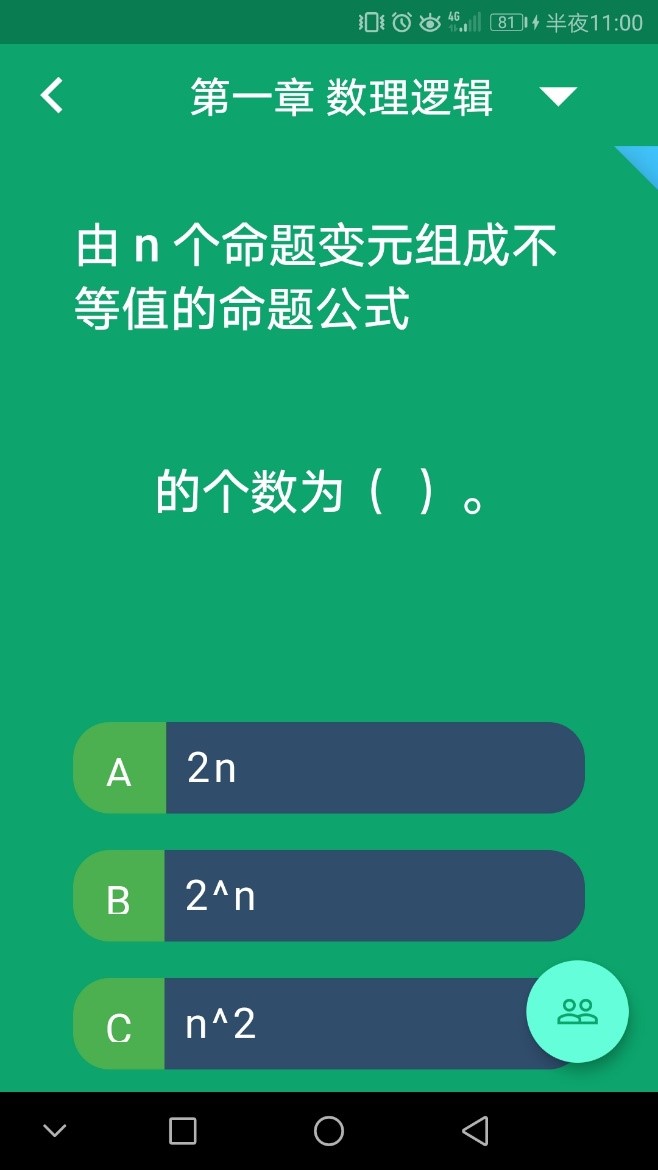 4G 81 半夜11:00
第一章 数理逻辑
由 n 个命题变元组成不
等值的命题公式
的个数为（ ）。
A 2n
B 2^n
C n^2